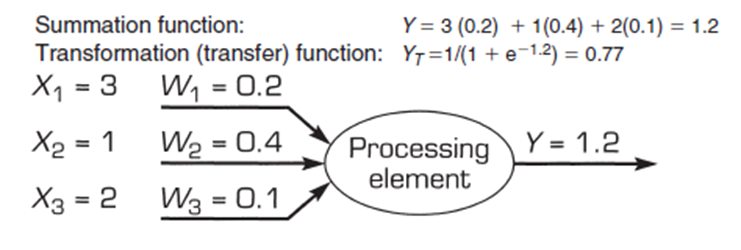 Summation function: Y = 3 (0.2) + 1(0.4) + 2(0.1) = 1.2
Transformation (transfer) function: Y_T=1/(1 + e^−1.2) = 0.77
X₁ = 3 W₁ = 0.2
X₂ = 1 W₂ = 0.4
Processing element
Y = 1.2
X₃ = 2 W₃ = 0.1